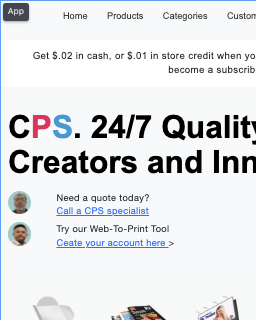 App
Home Products Categories Custom
Get $.02 in cash, or $.01 in store credit when yo
become a subscrib
CPS. 24/7 Quality
Creators and Inn
Need a quote today?
Call a CPS specialist
Try our Web-To-Print Tool
Ceate your account here >